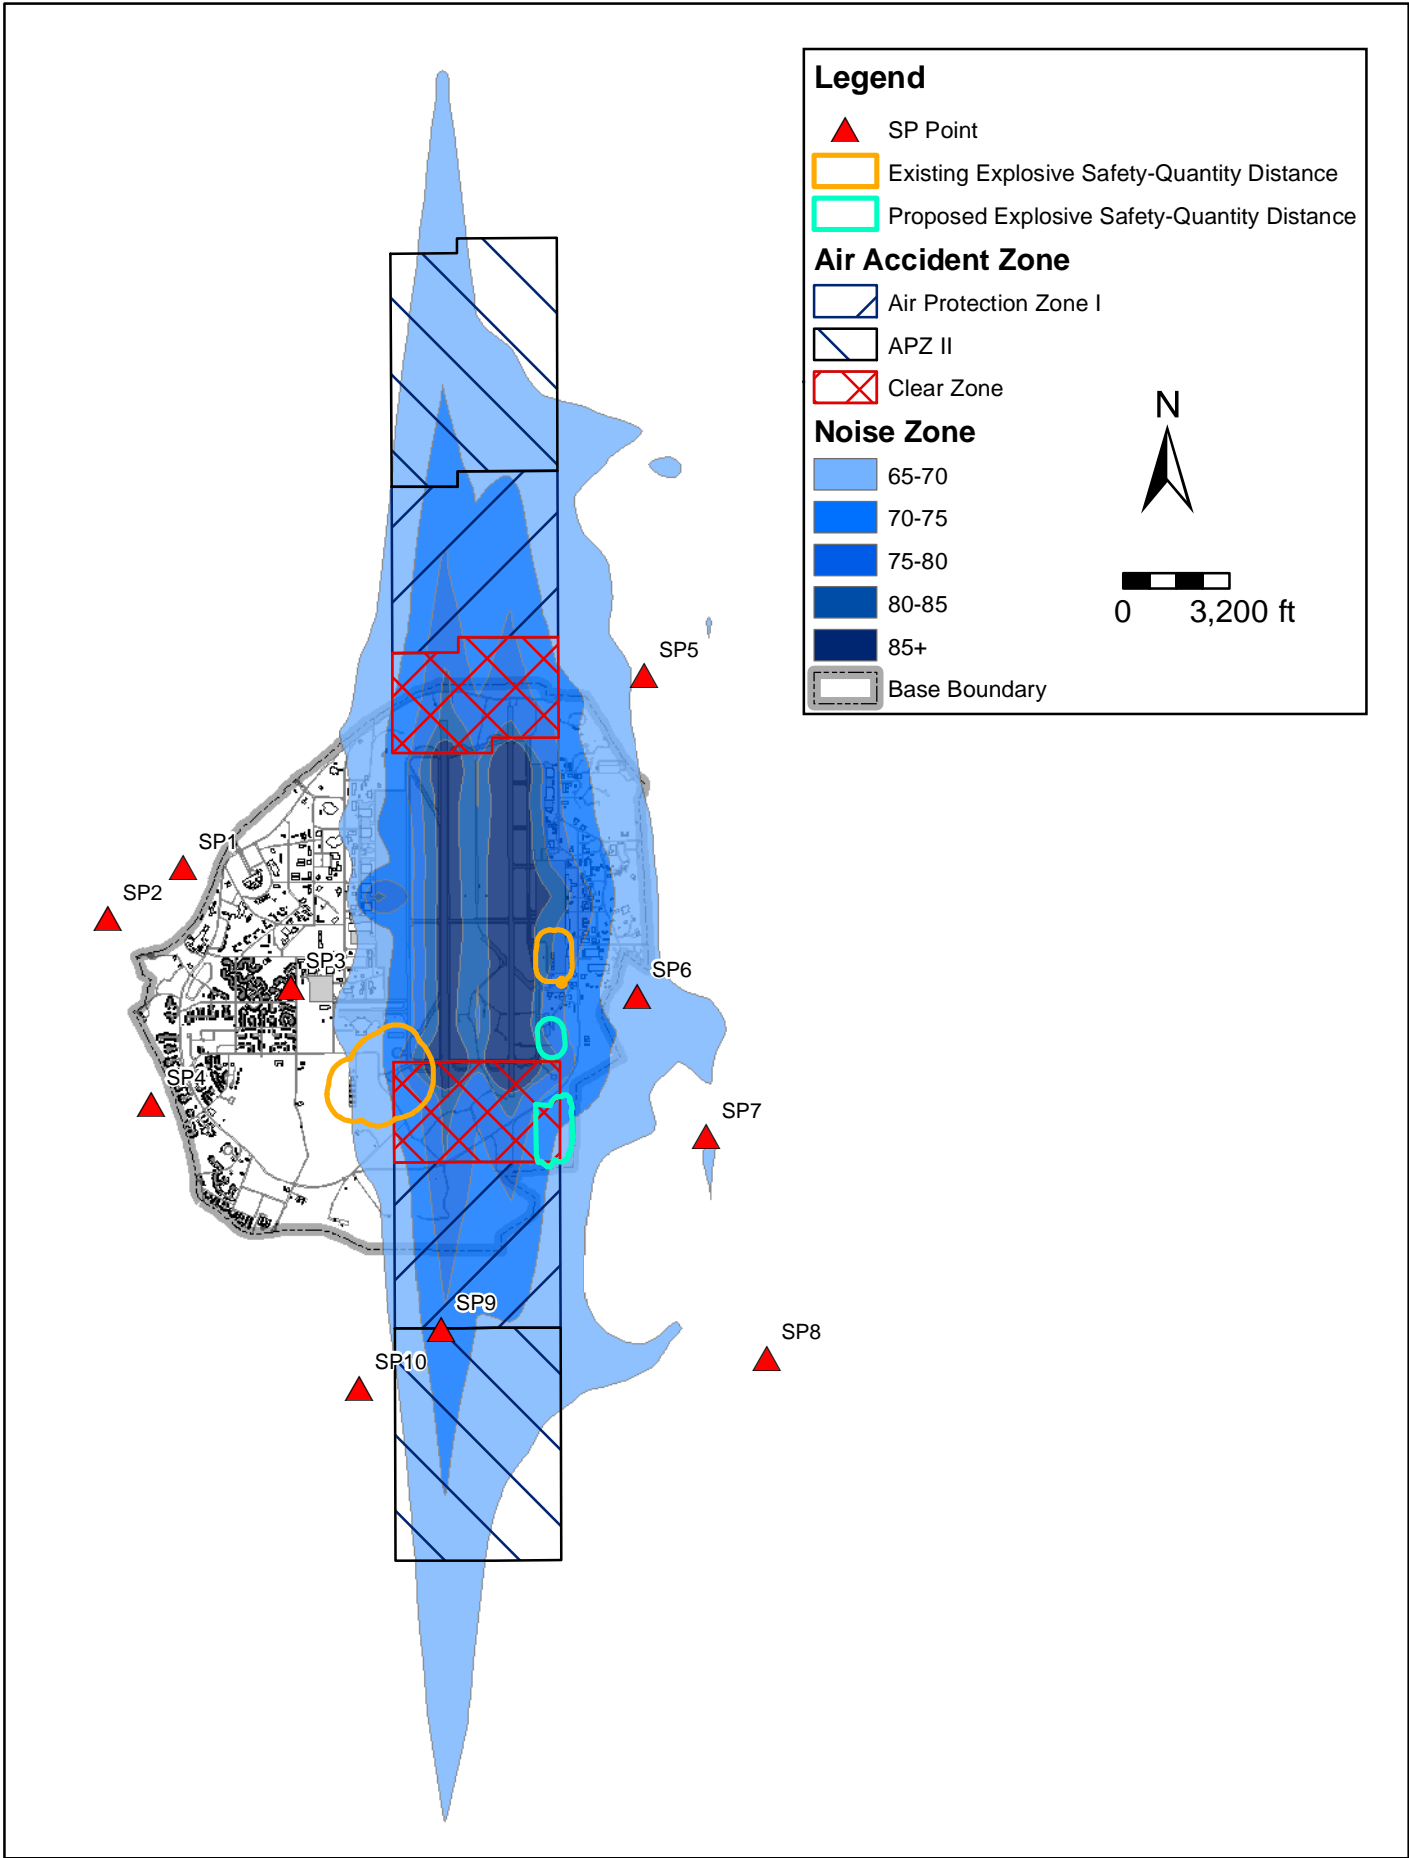 Legend
SP Point
Existing Explosive Safety-Quantity Distance
Proposed Explosive Safety-Quantity Distance
Air Accident Zone
Air Protection Zone I
APZ II
Clear Zone
Noise Zone
65-70
70-75
75-80
80-85
85+
Base Boundary
N
0 3,200 ft
SP5
SP1
SP2
SP3
SP6
SP4
SP7
SP9
SP8
SP10